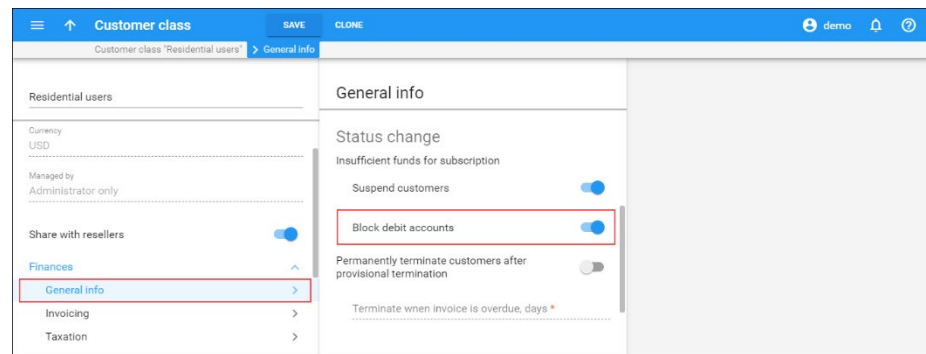 Customer class
SAVE
CLONE
demo
Customer class "Residential users"
General info
Residential users
Currency
USD
Managed by
Administrator only
Share with resellers
Finances
General info
Invoicing
Taxation
General info
Status change
Insufficient funds for subscription
Suspend customers
Block debit accounts
Permanently terminate customers after
provisional termination
Terminate wnen invoice is overdue, days *